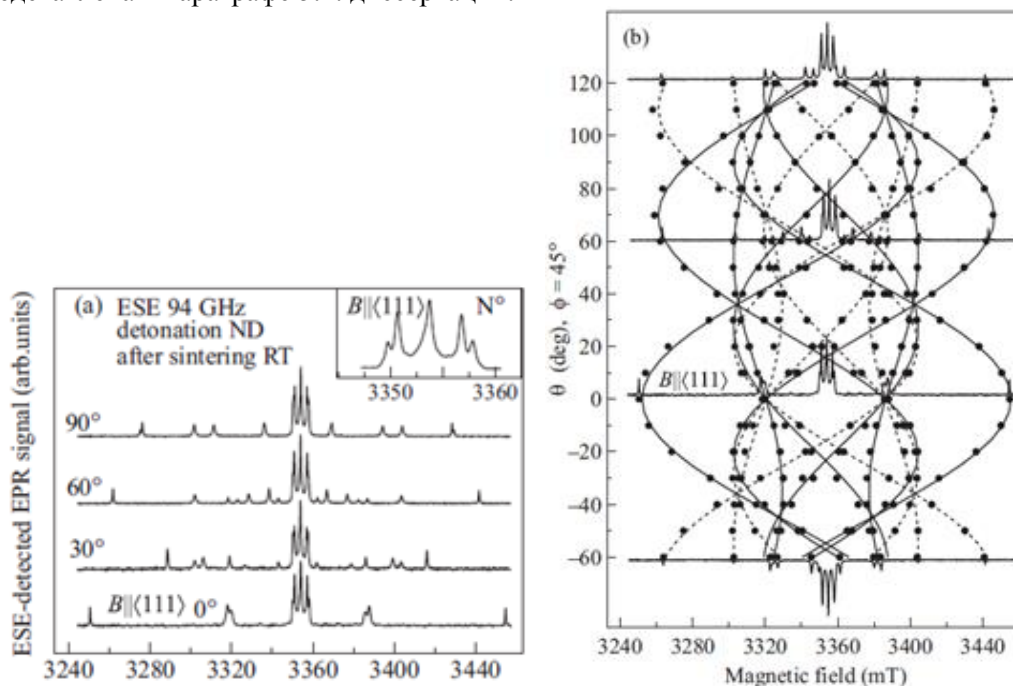 параграфе
(a) ESE 94 GHz
detonation ND
after sintering RT
B||⟨111⟩ N°
3350 3360
90°
60°
30°
B||⟨111⟩ 0°
ESE-detected EPR signal (arb.units)
3240 3280 3320 3360 3400 3440
(b)
120
100
80
60
40
20
B||⟨111⟩
0
−20
−40
−60
θ (deg), ϕ = 45°
3240 3280 3320 3360 3400 3440
Magnetic field (mT)